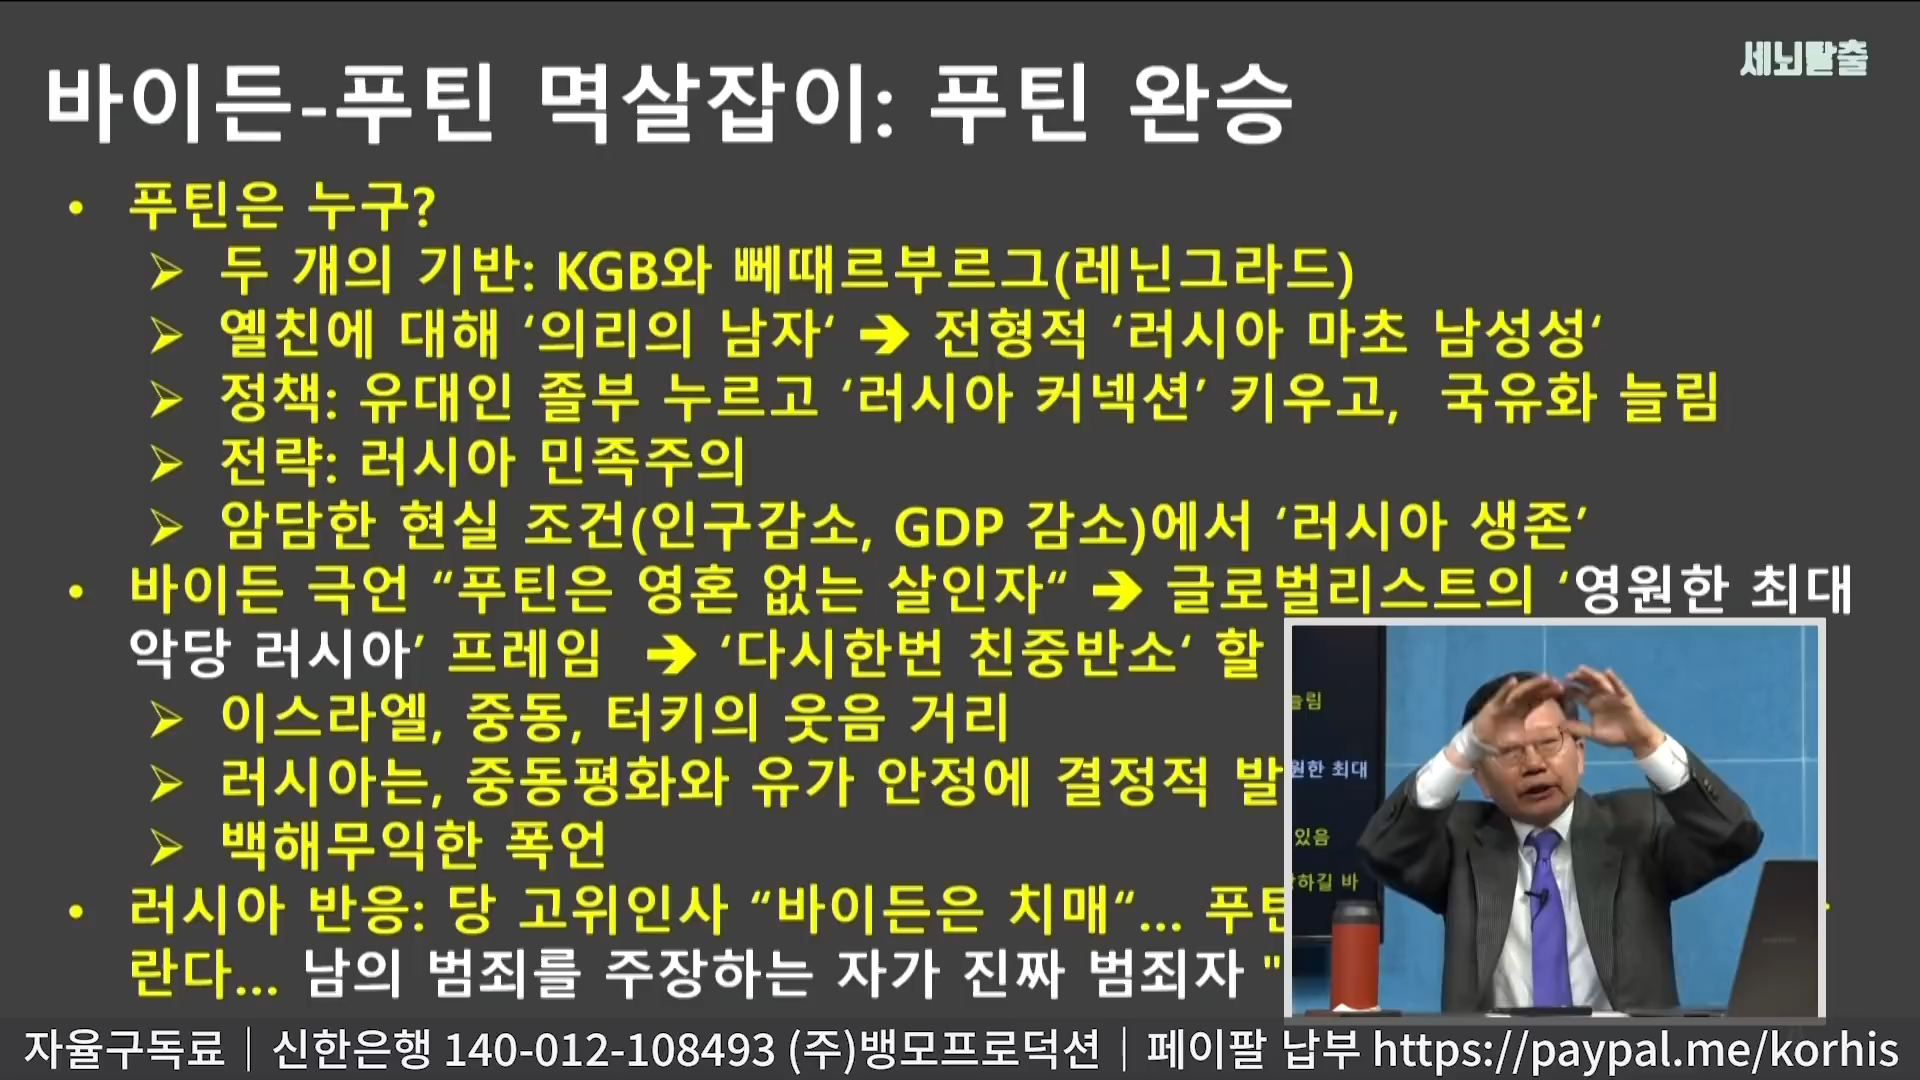 세뇌탈출
바이든-푸틴 멱살잡이: 푸틴 완승
• 푸틴은 누구?
➢ 두 개의 기반: KGB와 뻬때르부르그(레닌그라드)
➢ 옐친에 대해 ‘의리의 남자‘ ➔ 전형적 ‘러시아 마초 남성성‘
➢ 정책: 유대인 졸부 누르고 ‘러시아 커넥션’ 키우고, 국유화 늘림
➢ 전략: 러시아 민족주의
➢ 암담한 현실 조건(인구감소, GDP 감소)에서 ‘러시아 생존’
• 바이든 극언 “푸틴은 영혼 없는 살인자“ ➔ 글로벌리스트의 ‘영원한 최대
악당 러시아’ 프레임 ➔ ‘다시한번 친중반소‘ 할
➢ 이스라엘, 중동, 터키의 웃음 거리
➢ 러시아는, 중동평화와 유가 안정에 결정적 발
➢ 백해무익한 폭언
• 러시아 반응: 당 고위인사 “바이든은 치매“... 푸틴
란다... 남의 범죄를 주장하는 자가 진짜 범죄자 "
늘림
원한 최대
있음
하길 바
자율구독료│신한은행 140-012-108493 (주)뱅모프로덕션│페이팔 납부 https://paypal.me/korhis